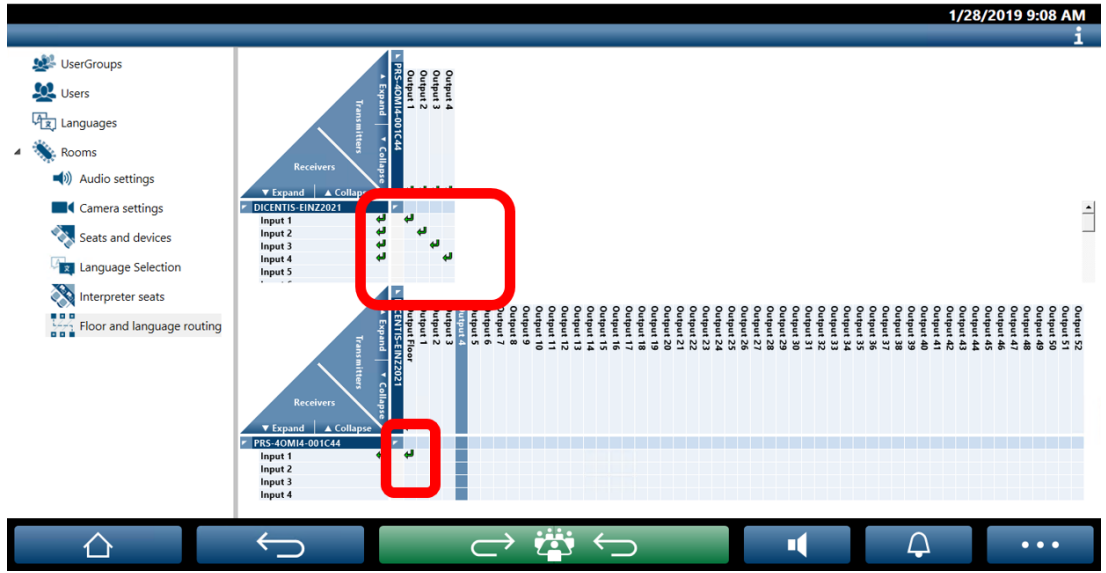 1/28/2019 9:08 AM
UserGroups
Users
Languages
Rooms
Audio settings
Camera settings
Seats and devices
Language Selection
Interpreter seats
Floor and language routing
PRS-4OMI4-001C44
Output 1
Output 2
Output 3
Output 4
▲ Expand ▼ Collapse
Transmitters
Receivers
▼ Expand ▲ Collapse
DICENTIS-EINZ2021
Input 1
Input 2
Input 3
Input 4
Input 5
Output Floor
Output 1
Output 2
Output 3
Output 4
Output 5
Output 6
Output 7
Output 8
Output 9
Output 10
Output 11
Output 12
Output 13
Output 14
Output 15
Output 16
Output 17
Output 18
Output 19
Output 20
Output 21
Output 22
Output 23
Output 24
Output 25
Output 26
Output 27
Output 28
Output 29
Output 30
Output 31
Output 32
Output 33
Output 34
Output 35
Output 36
Output 37
Output 38
Output 39
Output 40
Output 41
Output 42
Output 43
Output 44
Output 45
Output 46
Output 47
Output 48
Output 49
Output 50
Output 51
Output 52
▲ Expand ▼ Collapse
Transmitters
Receivers
▼ Expand ▲ Collapse
PRS-4OMI4-001C44
Input 1
Input 2
Input 3
Input 4